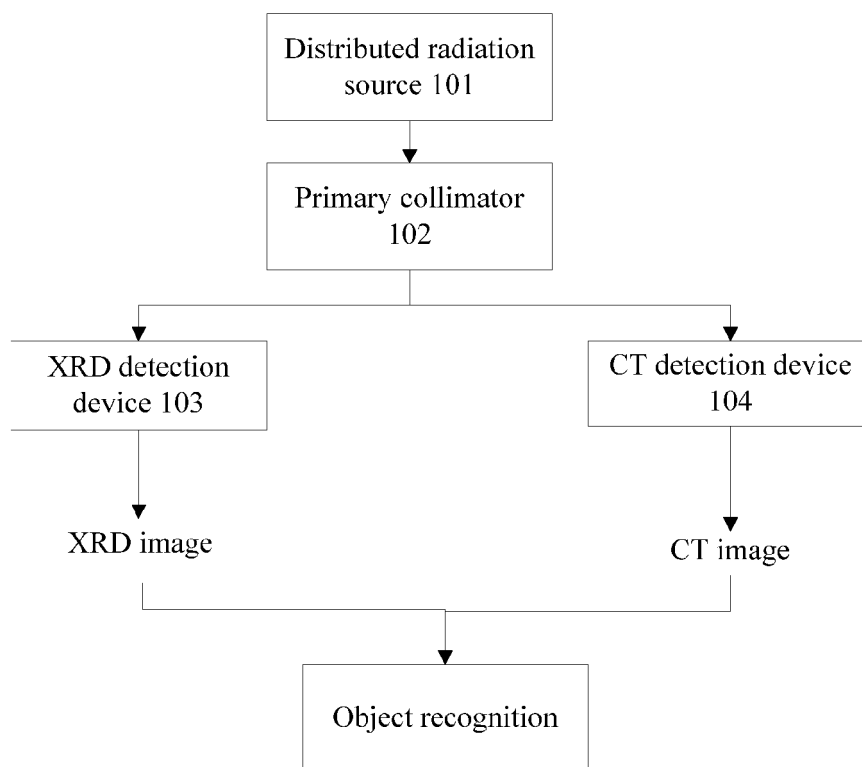 Distributed radiation
source 101
Primary collimator
102
XRD detection
device 103
CT detection device
104
XRD image
CT image
Object recognition